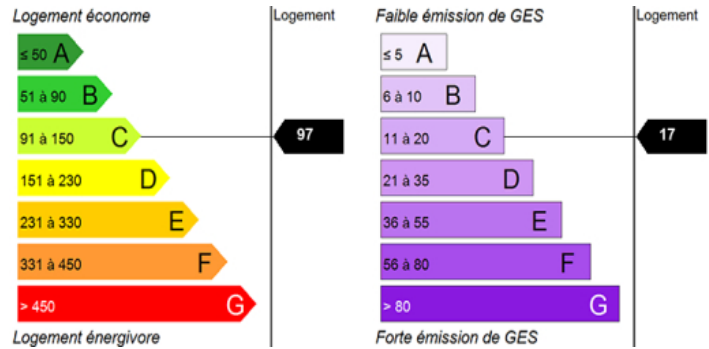 Logement économe
Logement
≤ 50 A
51 à 90 B
91 à 150 C
97
151 à 230 D
231 à 330 E
331 à 450 F
> 450 G
Logement énergivore
Faible émission de GES
Logement
≤ 5 A
6 à 10 B
11 à 20 C
17
21 à 35 D
36 à 55 E
56 à 80 F
> 80 G
Forte émission de GES